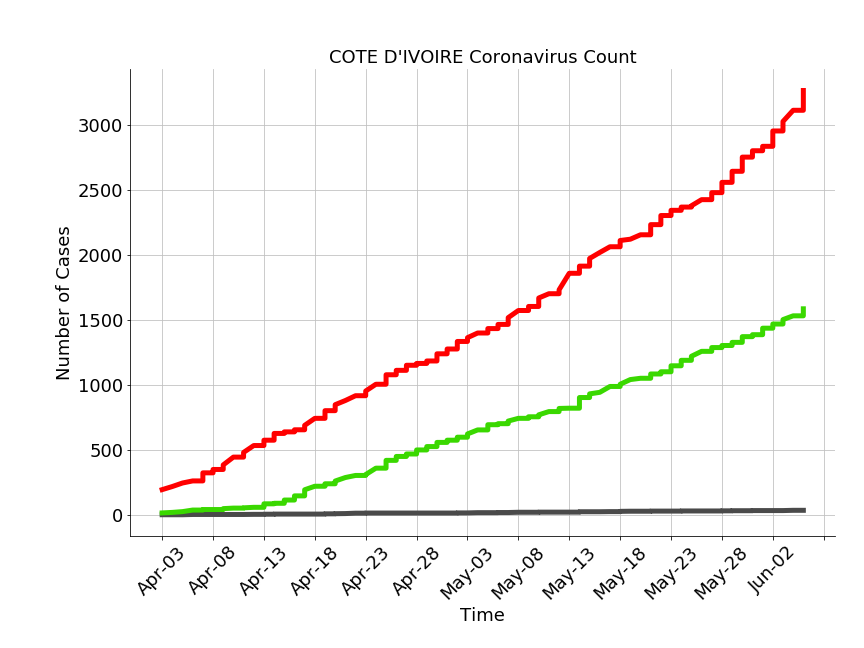 COTE D'IVOIRE Coronavirus Count
Number of Cases
3000
2500
2000
1500
1000
500
0
Apr-03
Apr-08
Apr-13
Apr-18
Apr-23
Apr-28
May-03
May-08
May-13
May-18
May-23
May-28
Jun-02
Time